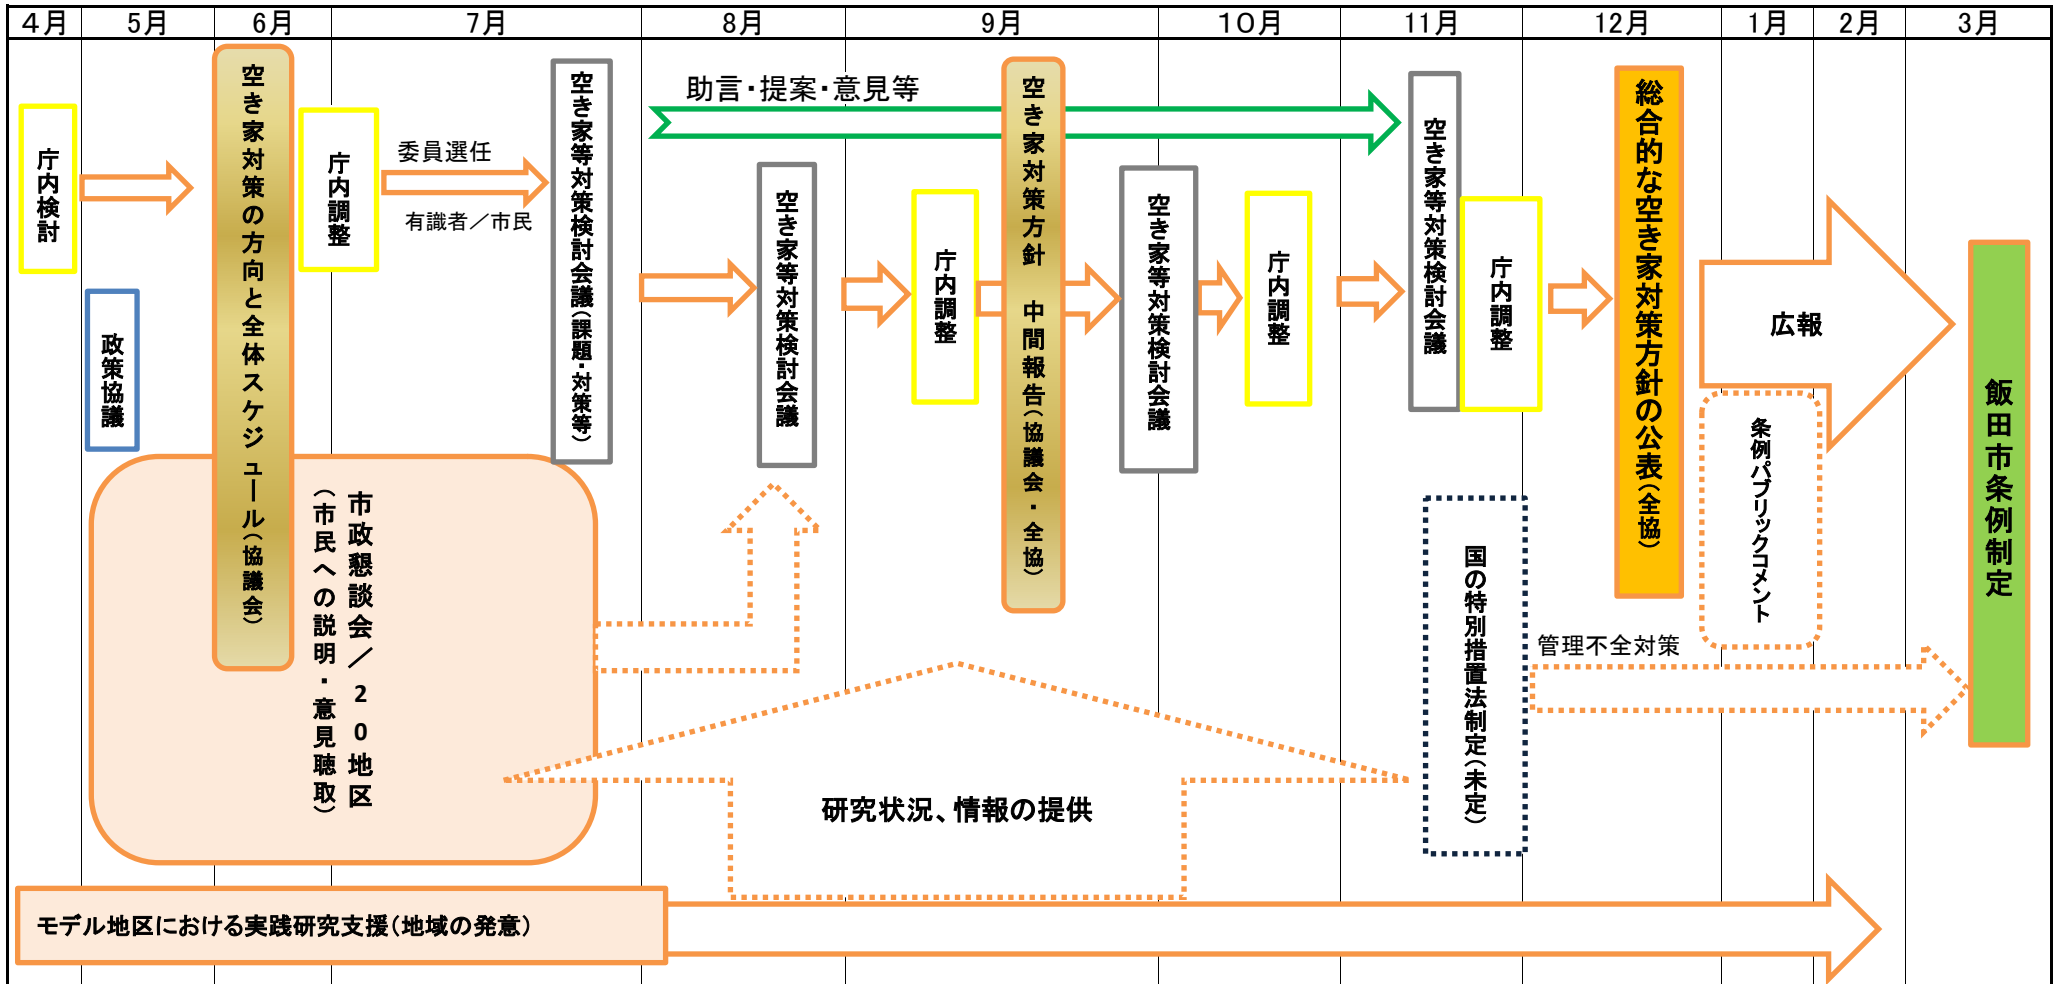 ４月
5月
6月
7月
8月
9月
10月
11月
12月
1月
2月
3月
庁内検討
政策協議
空き家対策の方向と全体スケジュール（協議会）
庁内調整
委員選任
有識者／市民
空き家等対策検討会議（課題・対策等）
助言・提案・意見等
空き家等対策検討会議
庁内調整
空き家対策方針　中間報告（協議会・全協）
空き家等対策検討会議
庁内調整
空き家等対策検討会議
庁内調整
総合的な空き家対策方針の公表（全協）
広報
条例パブリックコメント
飯田市条例制定
市政懇談会／２０地区
（市民への説明・意見聴取）
国の特別措置法制定（未定）
管理不全対策
研究状況、情報の提供
モデル地区における実践研究支援（地域の発意）